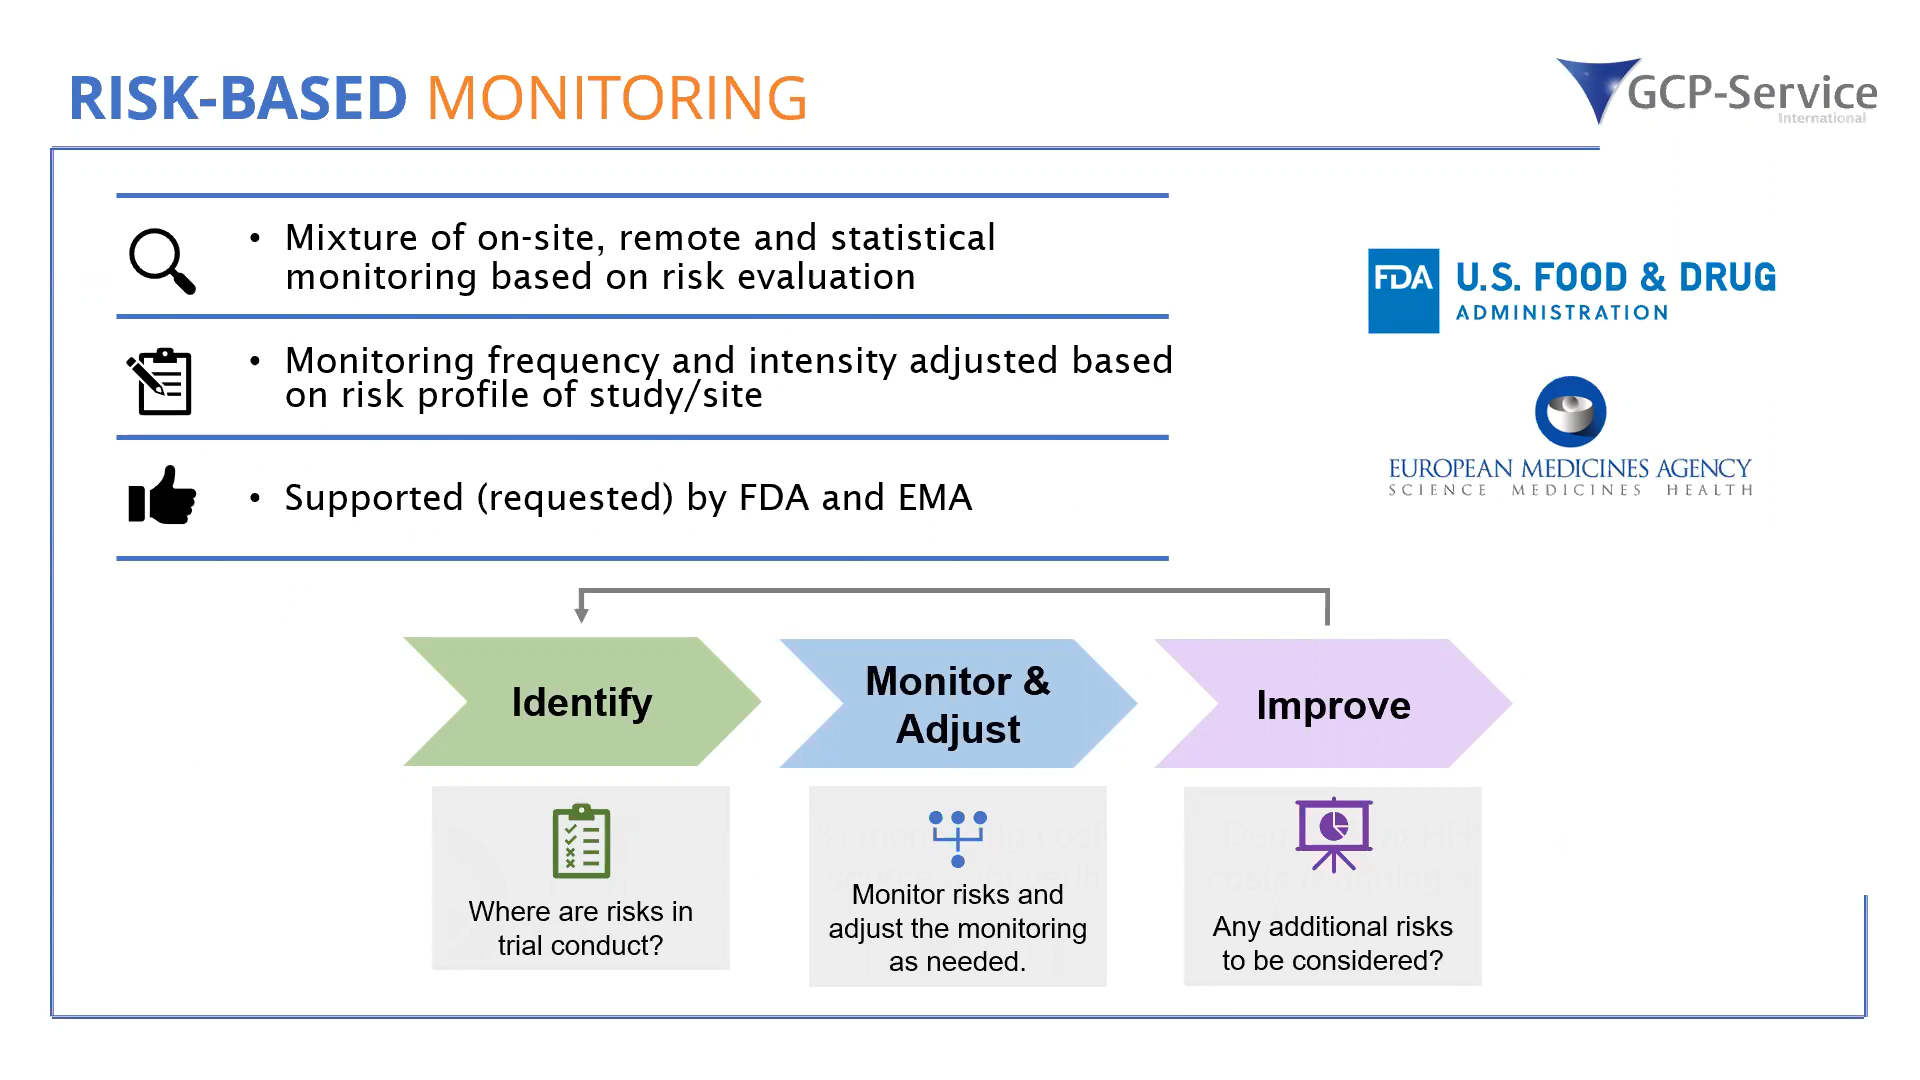 RISK-BASED MONITORING
GCP-Service
International
• Mixture of on-site, remote and statistical
monitoring based on risk evaluation
• Monitoring frequency and intensity adjusted based
on risk profile of study/site
• Supported (requested) by FDA and EMA
FDA U.S. FOOD & DRUG
ADMINISTRATION
EUROPEAN MEDICINES AGENCY
SCIENCE MEDICINES HEALTH
Identify
Monitor &
Adjust
Improve
Where are risks in
trial conduct?
Monitor risks and
adjust the monitoring
as needed.
Any additional risks
to be considered?